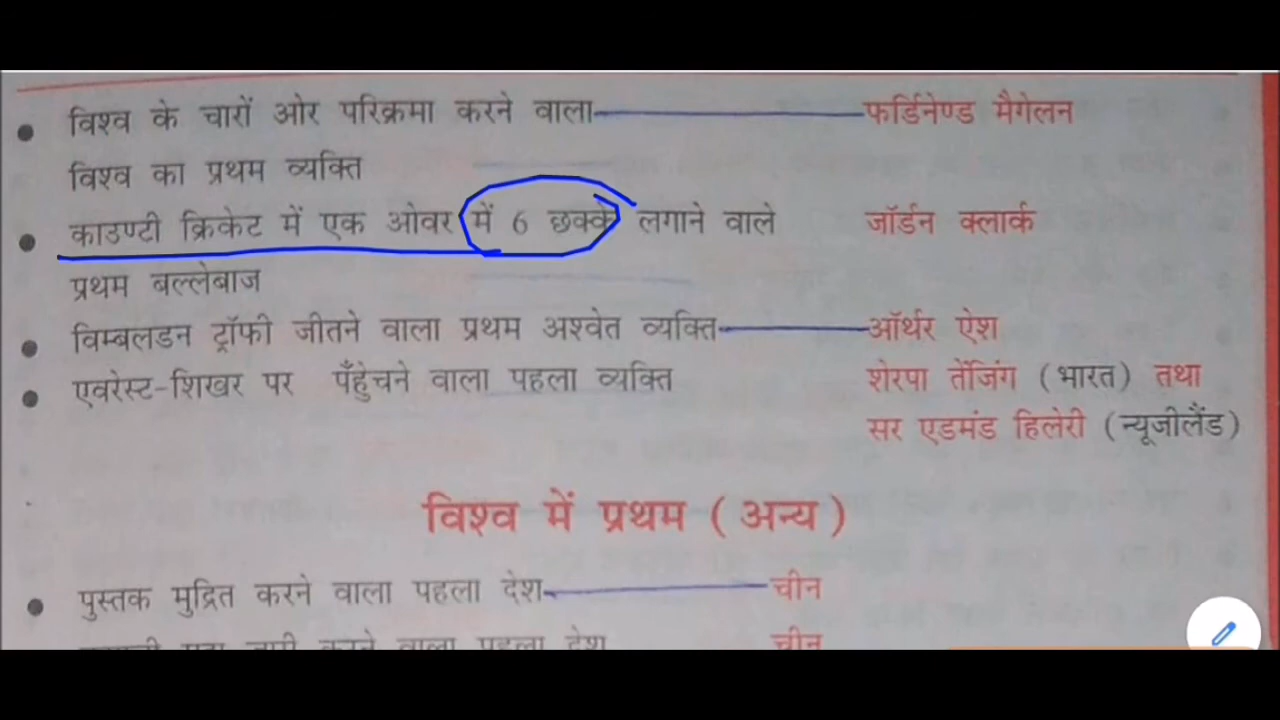 विश्व के चारों ओर परिक्रमा करने वाला फर्डिनेण्ड मैगेलन
विश्व का प्रथम व्यक्ति
काउण्टी क्रिकेट में एक ओवर में 6 छक्के लगाने वाले जॉर्डन क्लार्क
प्रथम बल्लेबाज
विम्बलडन ट्रॉफी जीतने वाला प्रथम अश्वेत व्यक्ति ऑर्थर ऐश
एवरेस्ट-शिखर पर पँहुचने वाला पहला व्यक्ति शेरपा तेंजिंग (भारत) तथा
सर एडमंड हिलेरी (न्यूजीलैंड)
विश्व में प्रथम (अन्य)
पुस्तक मुद्रित करने वाला पहला देश चीन
जारी करने वाला पहला देश चीन